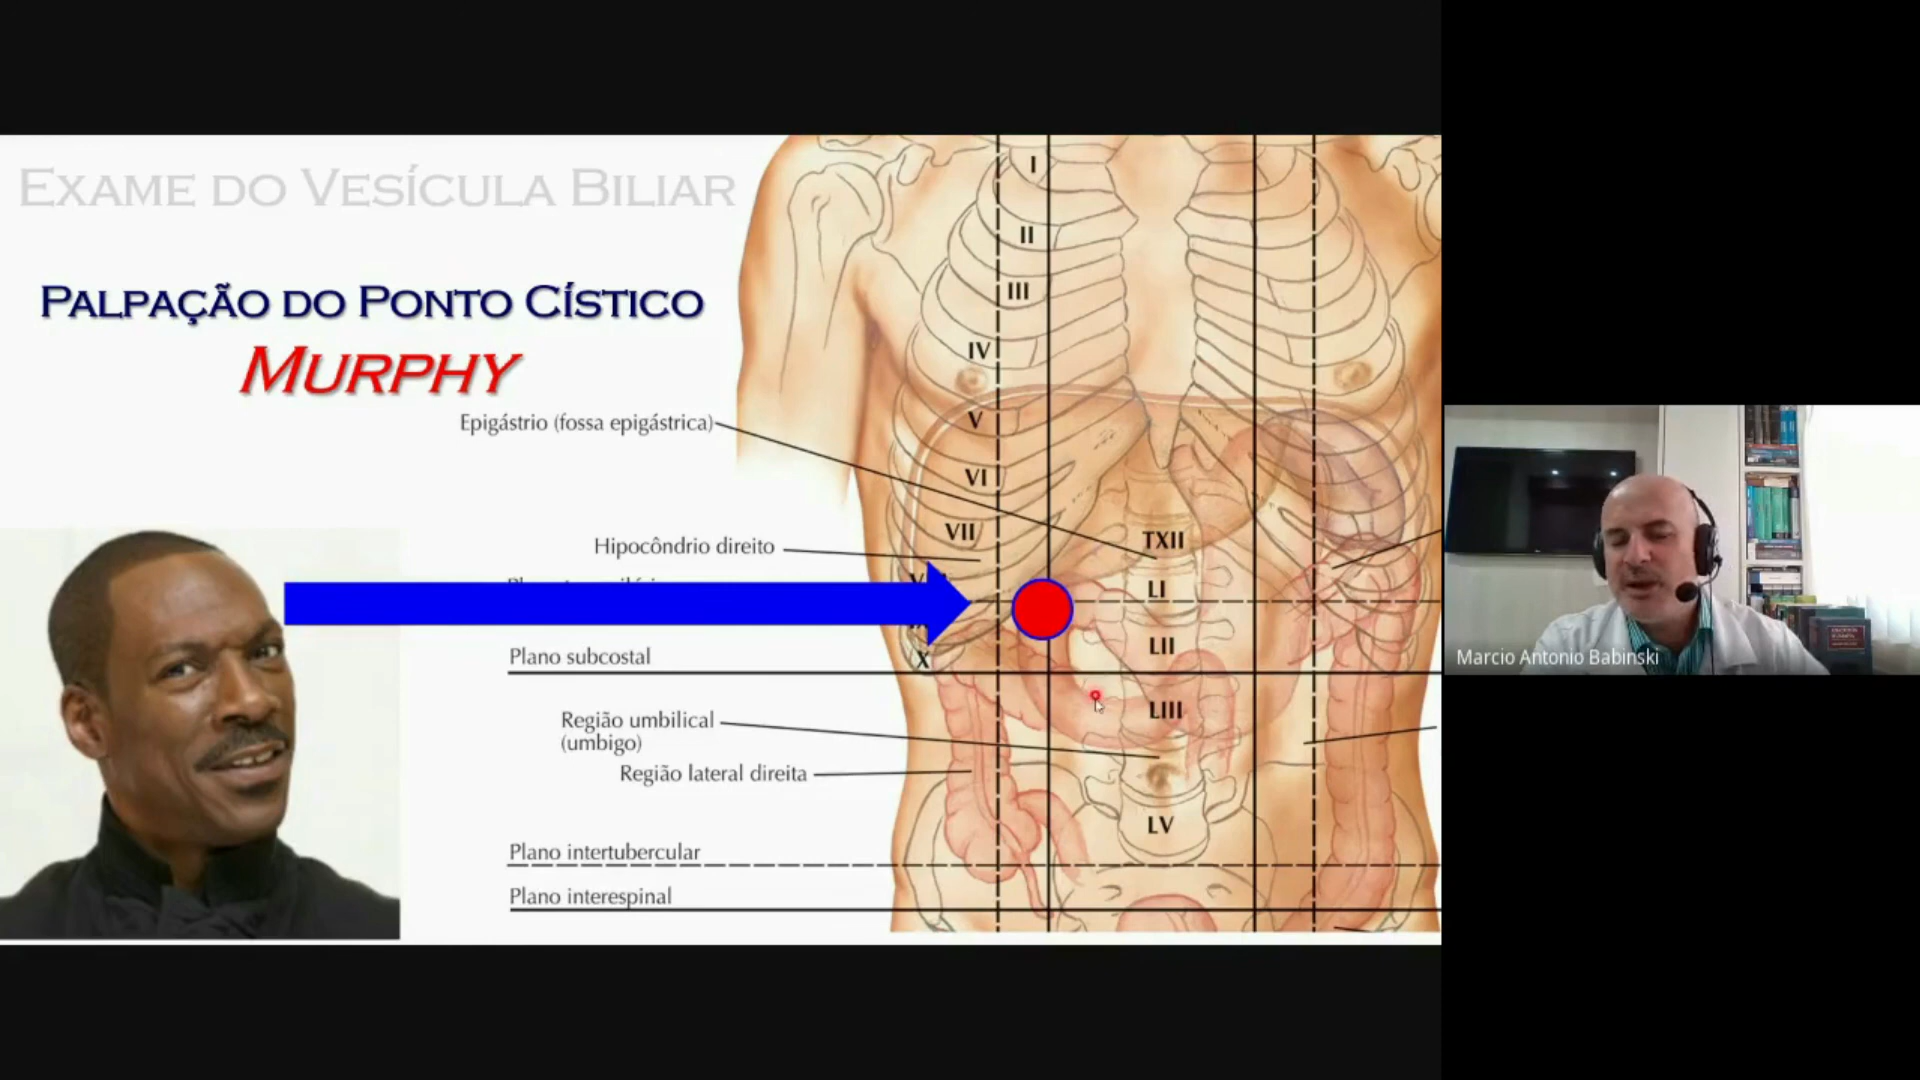 EXAME DO VESÍCULA BILIAR
PALPAÇÃO DO PONTO CÍSTICO
MURPHY
Epigástrio (fossa epigástrica)
Hipocôndrio direito
Plano subcostal
Região umbilical
(umbigo)
Região lateral direita
Plano intertubercular
Plano interespinal
I
II
III
IV
V
VI
VII
X
TXII
LI
LII
LIII
LV
Marcio Antonio Babinski